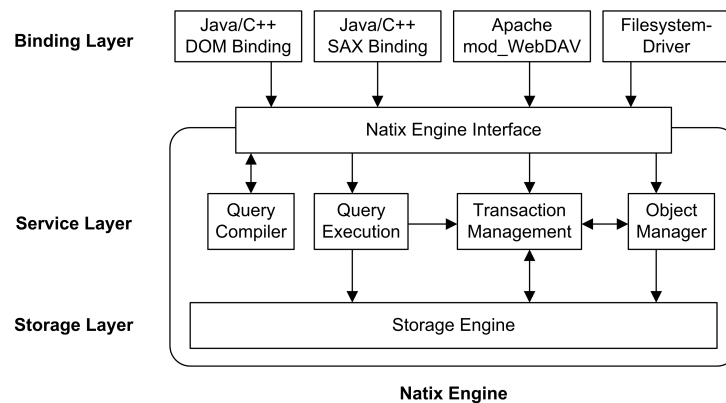 Binding Layer
Java/C++
DOM Binding
Java/C++
SAX Binding
Apache
mod_WebDAV
Filesystem-
Driver
Natix Engine Interface
Service Layer
Query
Compiler
Query
Execution
Transaction
Management
Object
Manager
Storage Layer
Storage Engine
Natix Engine